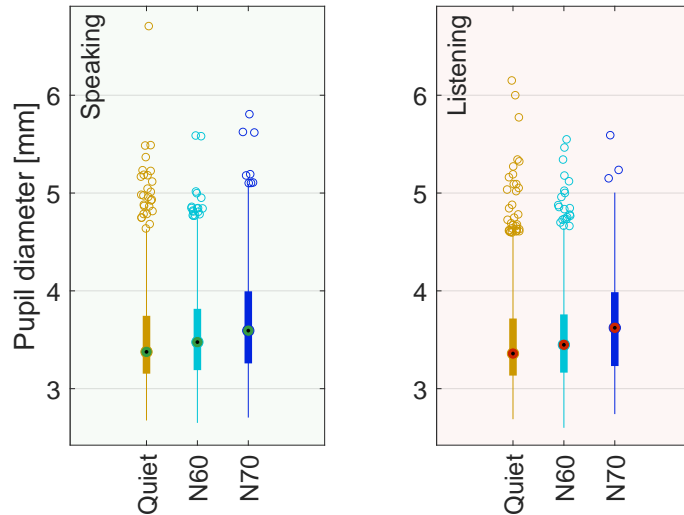 Speaking
Listening
Pupil diameter [mm]
6
5
4
3
6
5
4
3
Quiet
N60
N70
Quiet
N60
N70